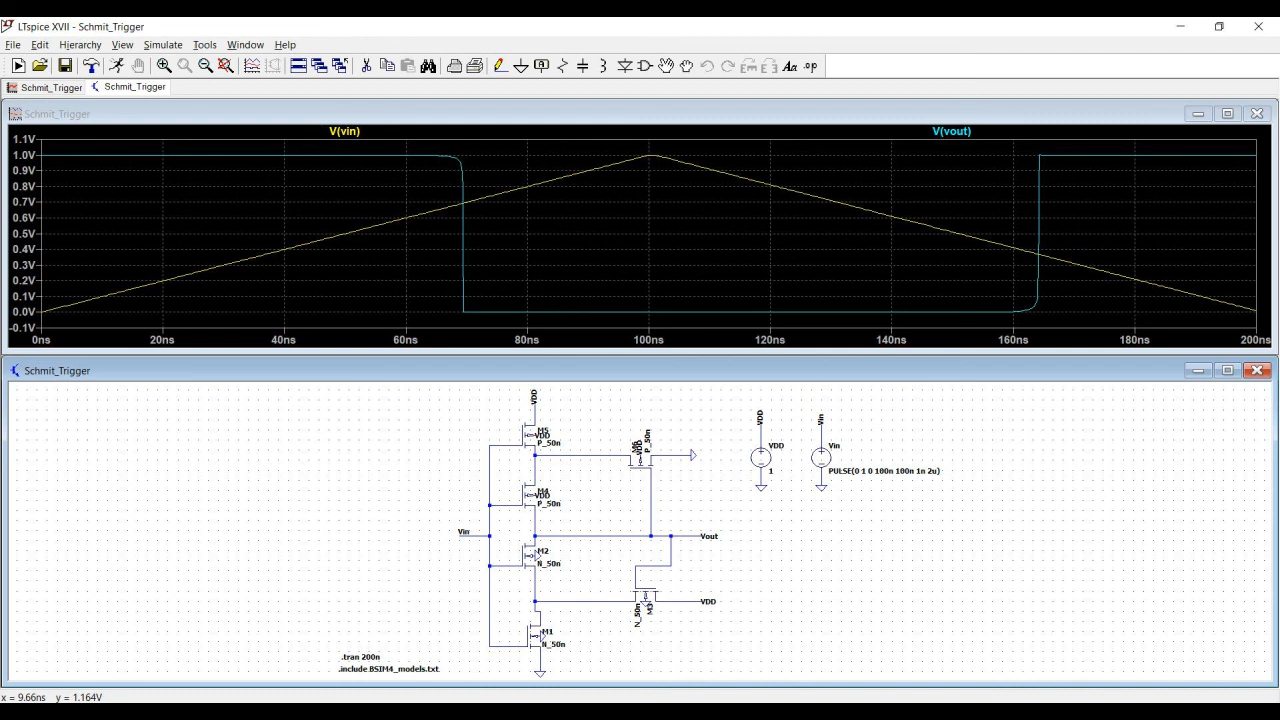 LTspice XVII - Schmit_Trigger
File Edit Hierarchy View Simulate Tools Window Help
.op
Schmit_Trigger Schmit_Trigger
Schmit_Trigger
V(vin) V(vout)
1.1V
1.0V
0.9V
0.8V
0.7V
0.6V
0.5V
0.4V
0.3V
0.2V
0.1V
0.0V
-0.1V
0ns 20ns 40ns 60ns 80ns 100ns 120ns 140ns 160ns 180ns 200ns
Schmit_Trigger
VDD
M5
VDD
P_50n
M6
VDD
P_50n
VDD
VDD
1
Vin
Vin
PULSE(0 1 0 100n 100n 1n 2u)
M4
VDD
P_50n
Vin
Vout
M2
N_50n
VDD
N_50n
M3
M1
N_50n
.tran 200n
.include BSIM4_models.txt
x = 9.66ns y = 1.164V